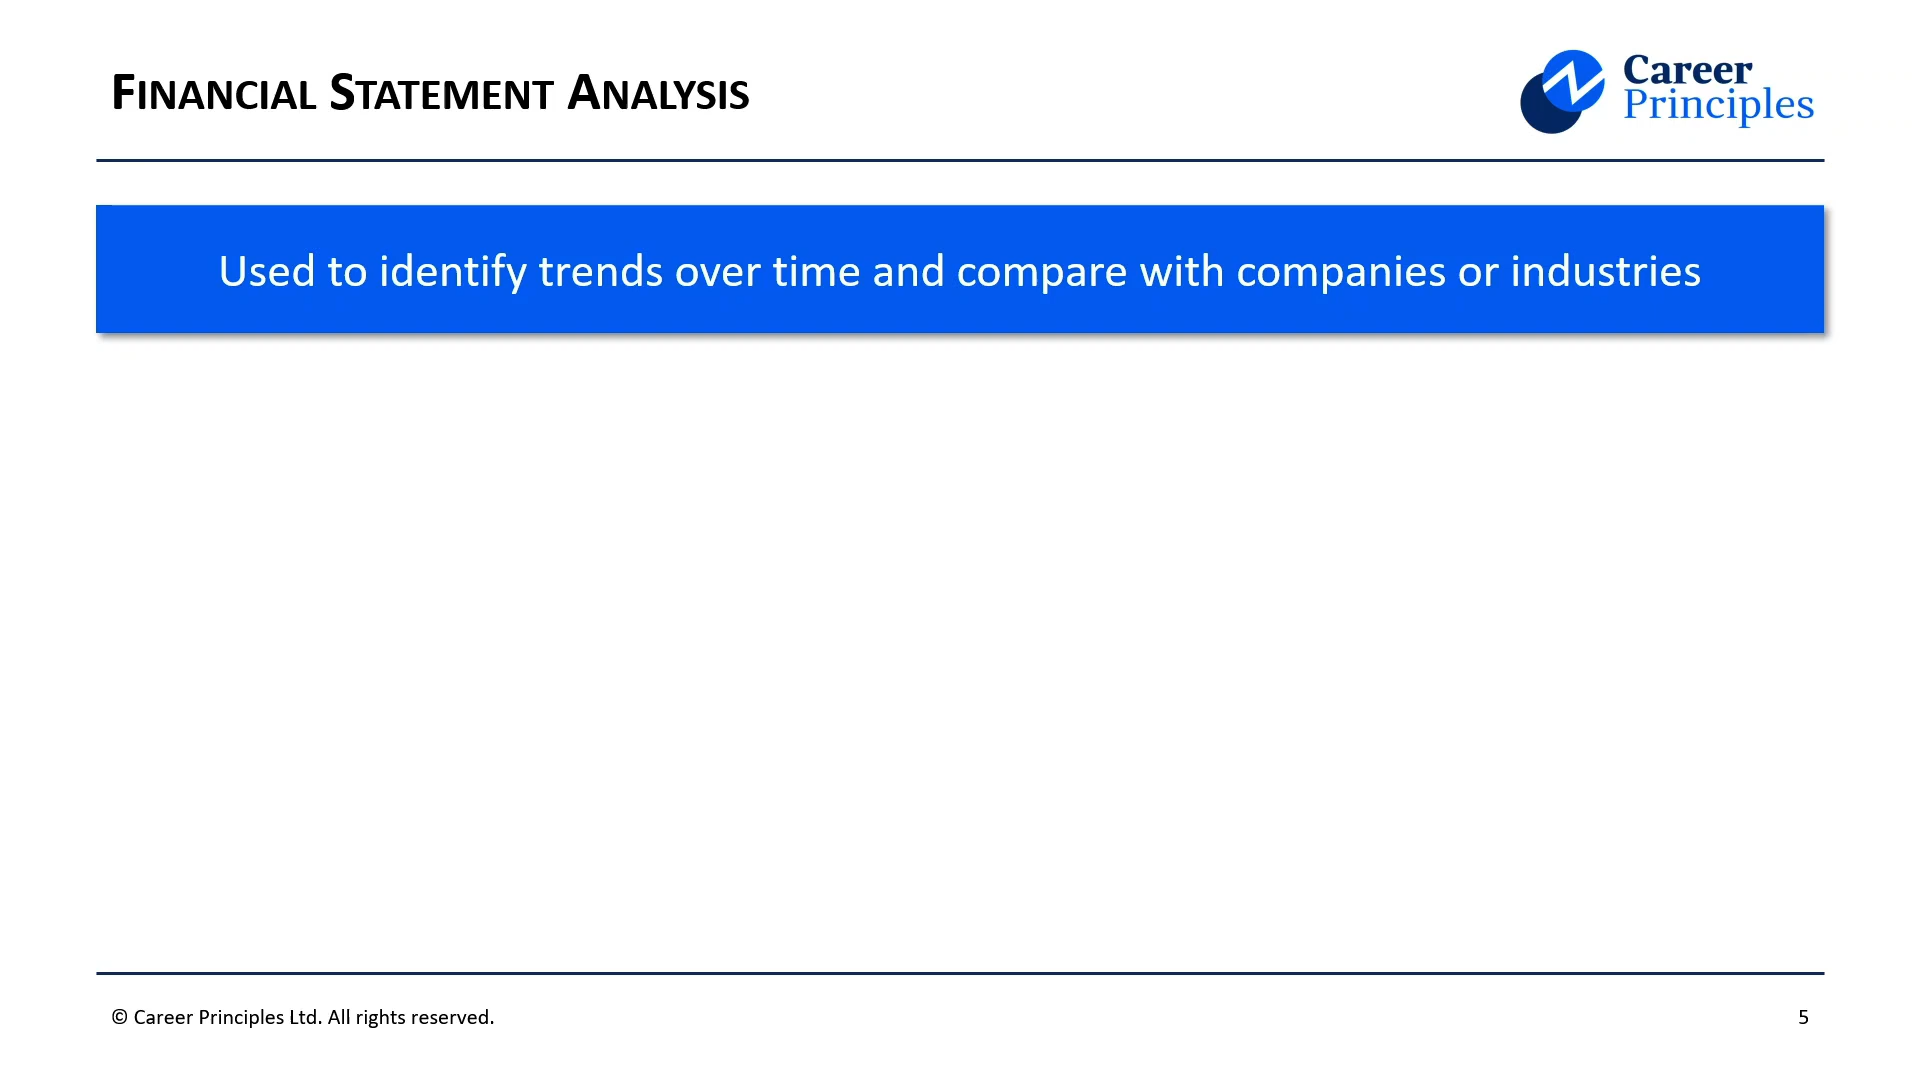 FINANCIAL STATEMENT ANALYSIS
Career
Principles
Used to identify trends over time and compare with companies or industries
© Career Principles Ltd. All rights reserved.
5